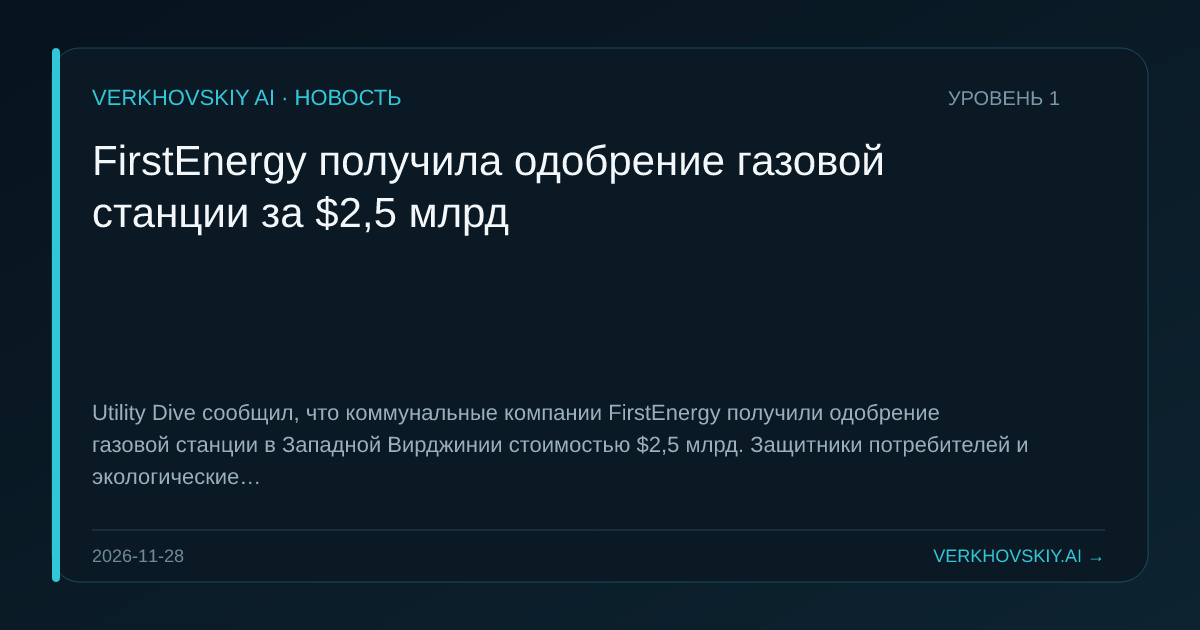 VERKHOVSKIY AI · НОВОСТЬ
УРОВЕНЬ 1
FirstEnergy получила одобрение газовой
станции за $2,5 млрд
Utility Dive сообщил, что коммунальные компании FirstEnergy получили одобрение
газовой станции в Западной Вирджинии стоимостью $2,5 млрд. Защитники потребителей и
экологические…
2026-11-28
VERKHOVSKIY.AI →